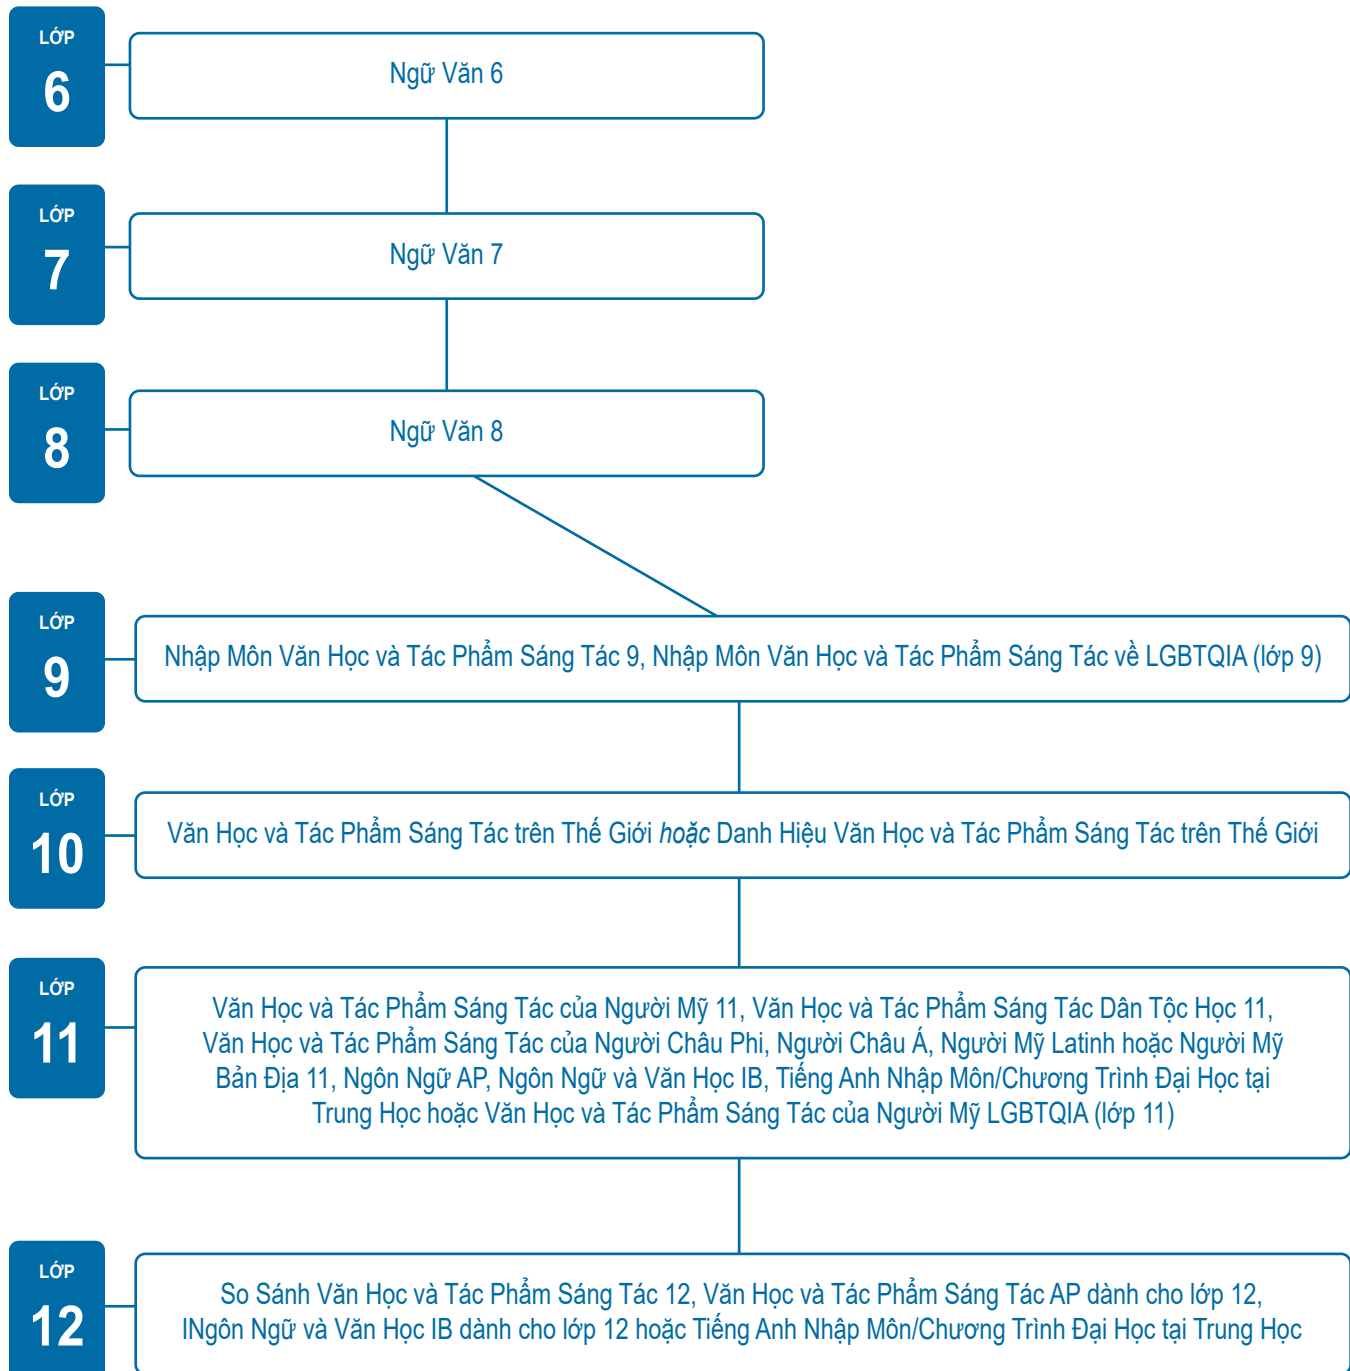 LỚP
6
Ngữ Văn 6
LỚP
7
Ngữ Văn 7
LỚP
8
Ngữ Văn 8
LỚP
9
Nhập Môn Văn Học và Tác Phẩm Sáng Tác 9, Nhập Môn Văn Học và Tác Phẩm Sáng Tác về LGBTQIA (lớp 9)
LỚP
10
Văn Học và Tác Phẩm Sáng Tác trên Thế Giới hoặc Danh Hiệu Văn Học và Tác Phẩm Sáng Tác trên Thế Giới
LỚP
11
Văn Học và Tác Phẩm Sáng Tác của Người Mỹ 11, Văn Học và Tác Phẩm Sáng Tác Dân Tộc Học 11,
Văn Học và Tác Phẩm Sáng Tác của Người Châu Phi, Người Châu Á, Người Mỹ Latinh hoặc Người Mỹ
Bản Địa 11, Ngôn Ngữ AP, Ngôn Ngữ và Văn Học IB, Tiếng Anh Nhập Môn/Chương Trình Đại Học tại
Trung Học hoặc Văn Học và Tác Phẩm Sáng Tác của Người Mỹ LGBTQIA (lớp 11)
LỚP
12
So Sánh Văn Học và Tác Phẩm Sáng Tác 12, Văn Học và Tác Phẩm Sáng Tác AP dành cho lớp 12,
INgôn Ngữ và Văn Học IB dành cho lớp 12 hoặc Tiếng Anh Nhập Môn/Chương Trình Đại Học tại Trung Học